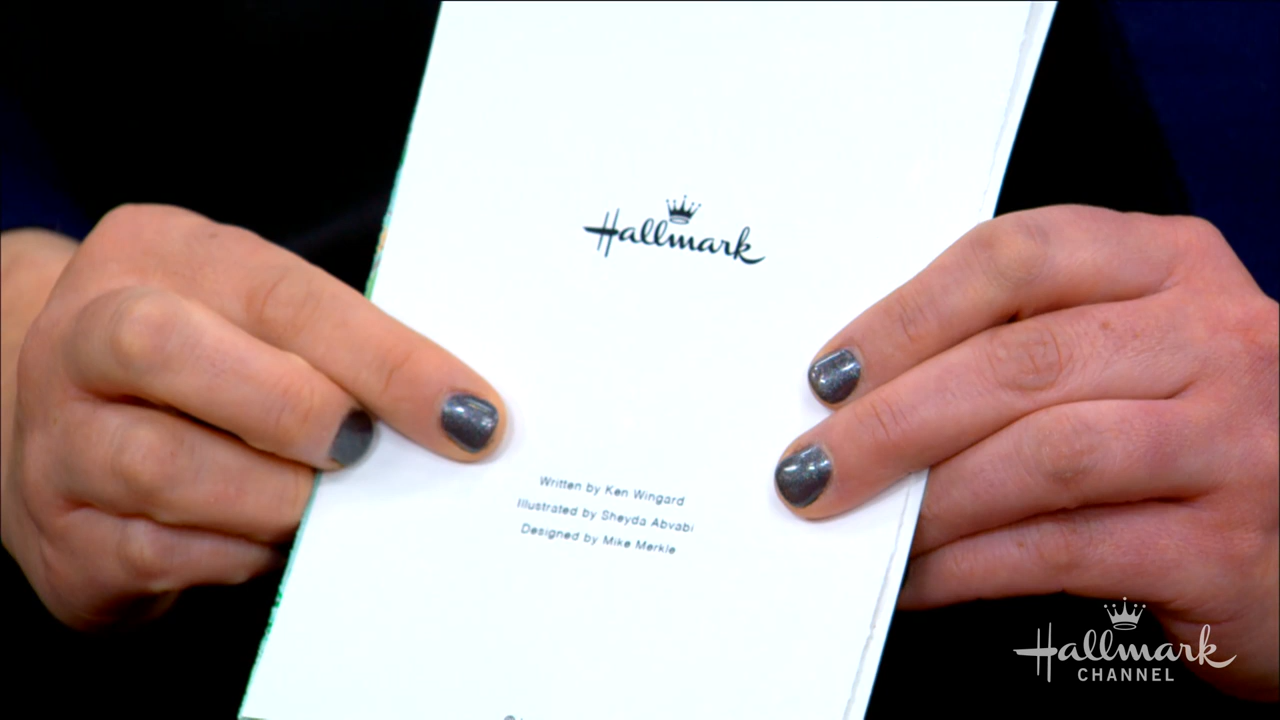 Hallmark
Written by Ken Wingard
Illustrated by Sheyda Abvabi
Designed by Mike Merkle
©
Hallmark
CHANNEL